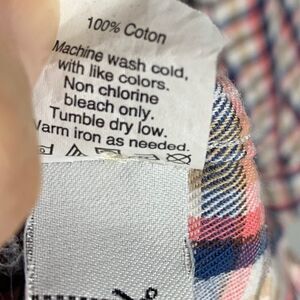 100% Coton
Machine wash cold,
with like colors.
Non chlorine
bleach only.
Tumble dry low.
Warm iron as needed.